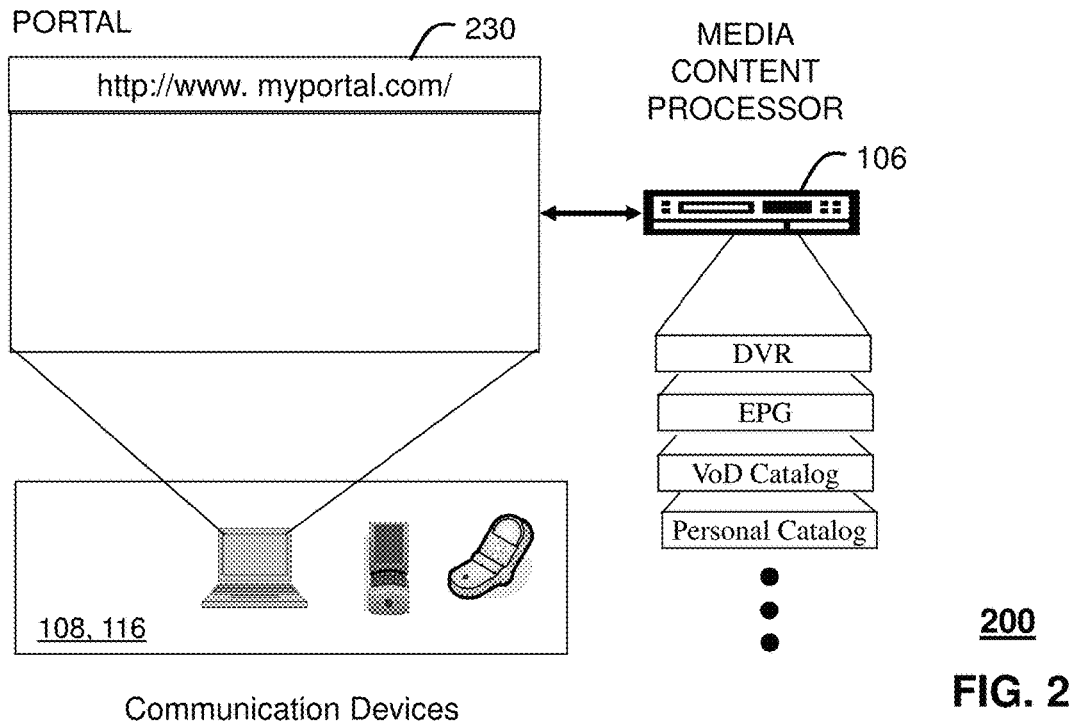 PORTAL
230
http://www. myportal.com/
MEDIA
CONTENT
PROCESSOR
106
DVR
EPG
VoD Catalog
Personal Catalog
108, 116
Communication Devices
200
FIG. 2